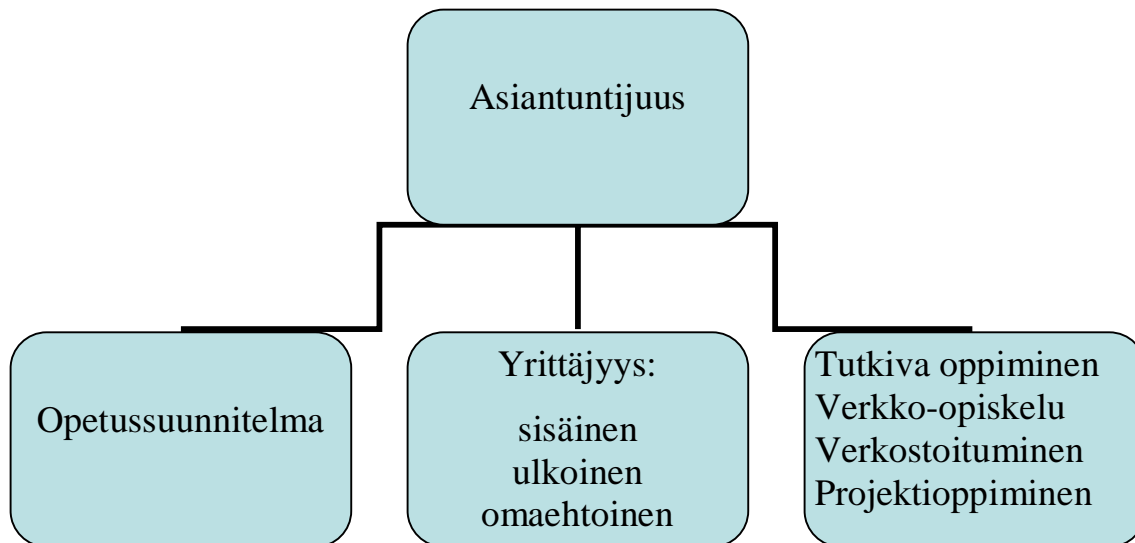 Asiantuntijuus
Opetussuunnitelma
Yrittäjyys:
sisäinen
ulkoinen
omaehtoinen
Tutkiva oppiminen
Verkko-opiskelu
Verkostoituminen
Projektioppiminen